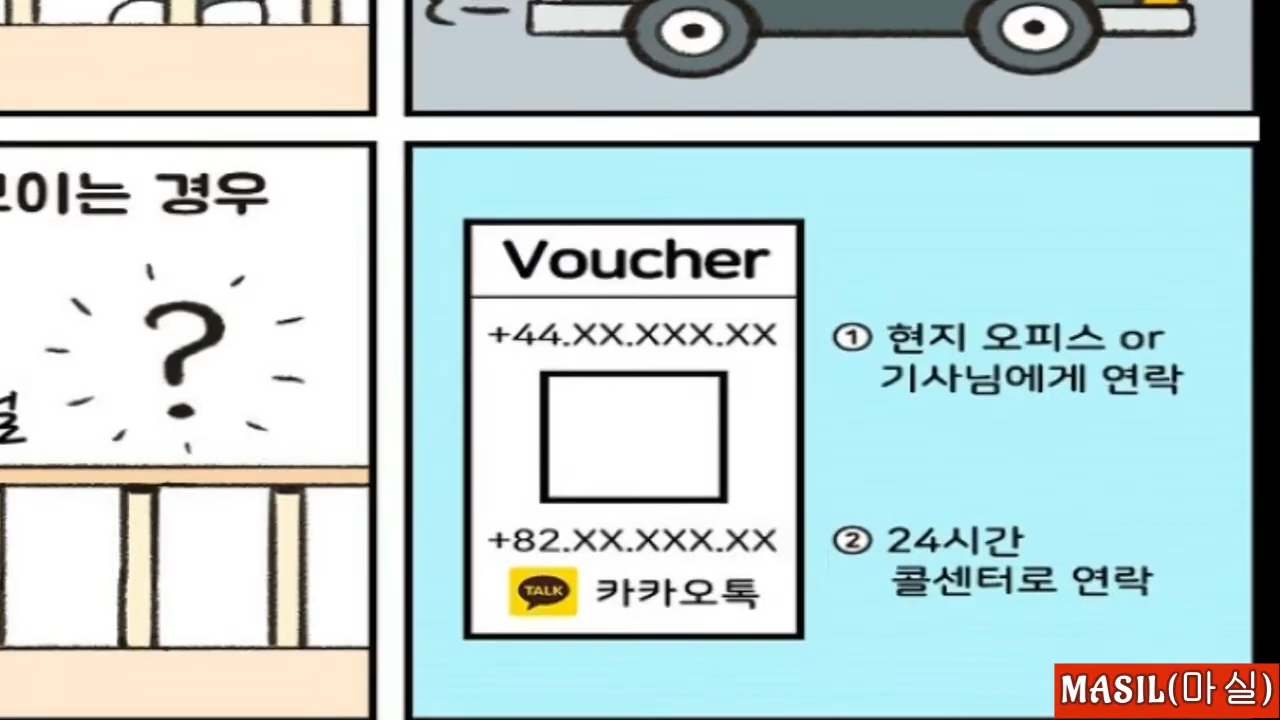 이는 경우
Voucher
+44.XX.XXX.XX
① 현지 오피스 or
기사님에게 연락
+82.XX.XXX.XX
② 24시간
콜센터로 연락
TALK 카카오톡
MASIL(마실)